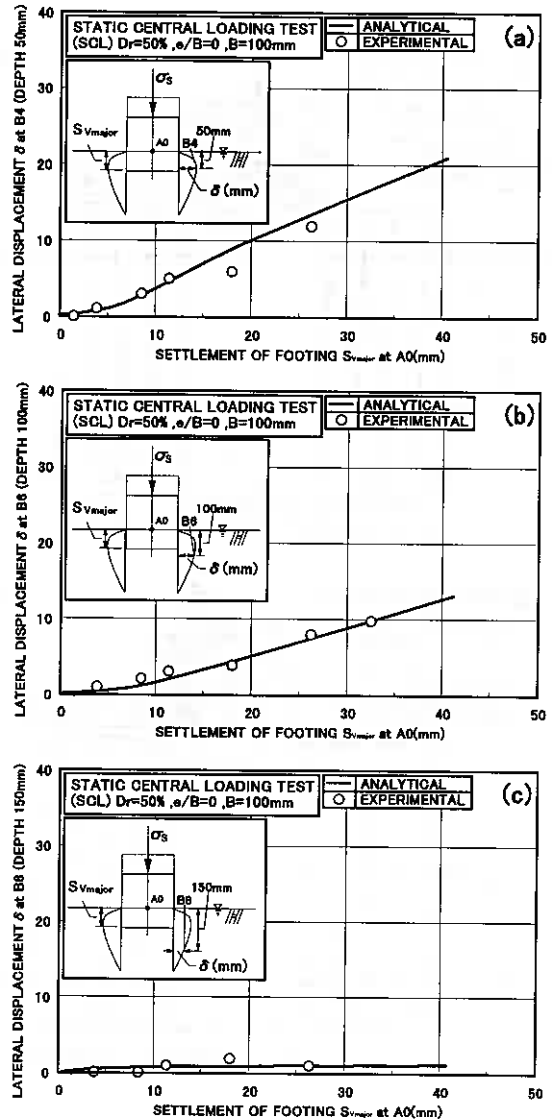 STATIC CENTRAL LOADING TEST
(SCL) Dr=50% ,e/B=0 ,B=100mm
ANALYTICAL
EXPERIMENTAL
(a)
σS
SVmajor
A0
B4
50mm
δ (mm)
LATERAL DISPLACEMENT δ at B4 (DEPTH 50mm)
40
30
20
10
0
0 10 20 30 40 50
SETTLEMENT OF FOOTING SVmajor at A0(mm)
STATIC CENTRAL LOADING TEST
(SCL) Dr=50% ,e/B=0 ,B=100mm
ANALYTICAL
EXPERIMENTAL
(b)
σS
SVmajor
A0
B6
100mm
δ (mm)
LATERAL DISPLACEMENT δ at B6 (DEPTH 100mm)
40
30
20
10
0
0 10 20 30 40 50
SETTLEMENT OF FOOTING SVmajor at A0(mm)
STATIC CENTRAL LOADING TEST
(SCL) Dr=50% ,e/B=0 ,B=100mm
ANALYTICAL
EXPERIMENTAL
(c)
σS
SVmajor
A0
B8
150mm
δ (mm)
LATERAL DISPLACEMENT δ at B8 (DEPTH 150mm)
40
30
20
10
0
0 10 20 30 40 50
SETTLEMENT OF FOOTING SVmajor at A0(mm)